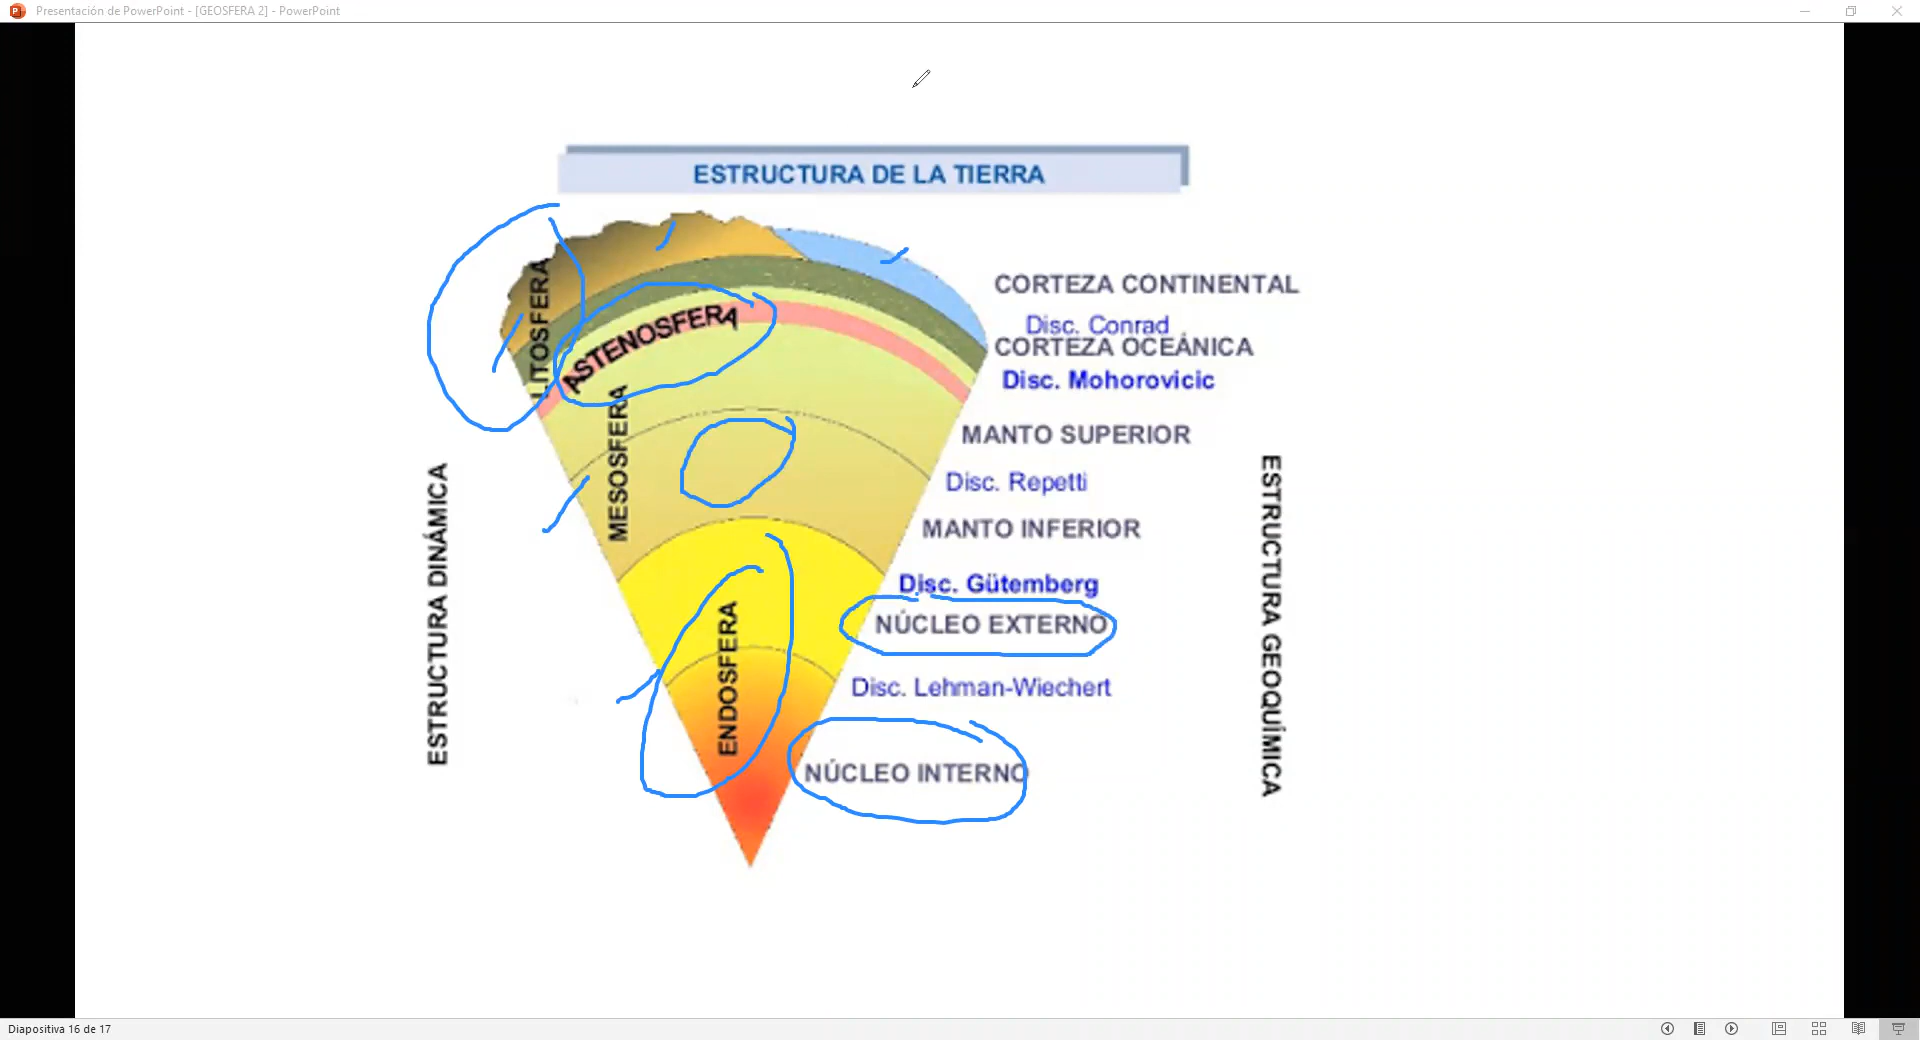 Presentación de PowerPoint - [GEOSFERA 2] - PowerPoint
ESTRUCTURA DE LA TIERRA
LITOSFERA
ASTENOSFERA
MESOSFERA
ENDOSFERA
ESTRUCTURA DINÁMICA
CORTEZA CONTINENTAL
Disc. Conrad
CORTEZA OCEÁNICA
Disc. Mohorovicic
MANTO SUPERIOR
Disc. Repetti
MANTO INFERIOR
Disc. Gütemberg
NÚCLEO EXTERNO
Disc. Lehman-Wiechert
NÚCLEO INTERNO
ESTRUCTURA GEOQUÍMICA
Diapositiva 16 de 17